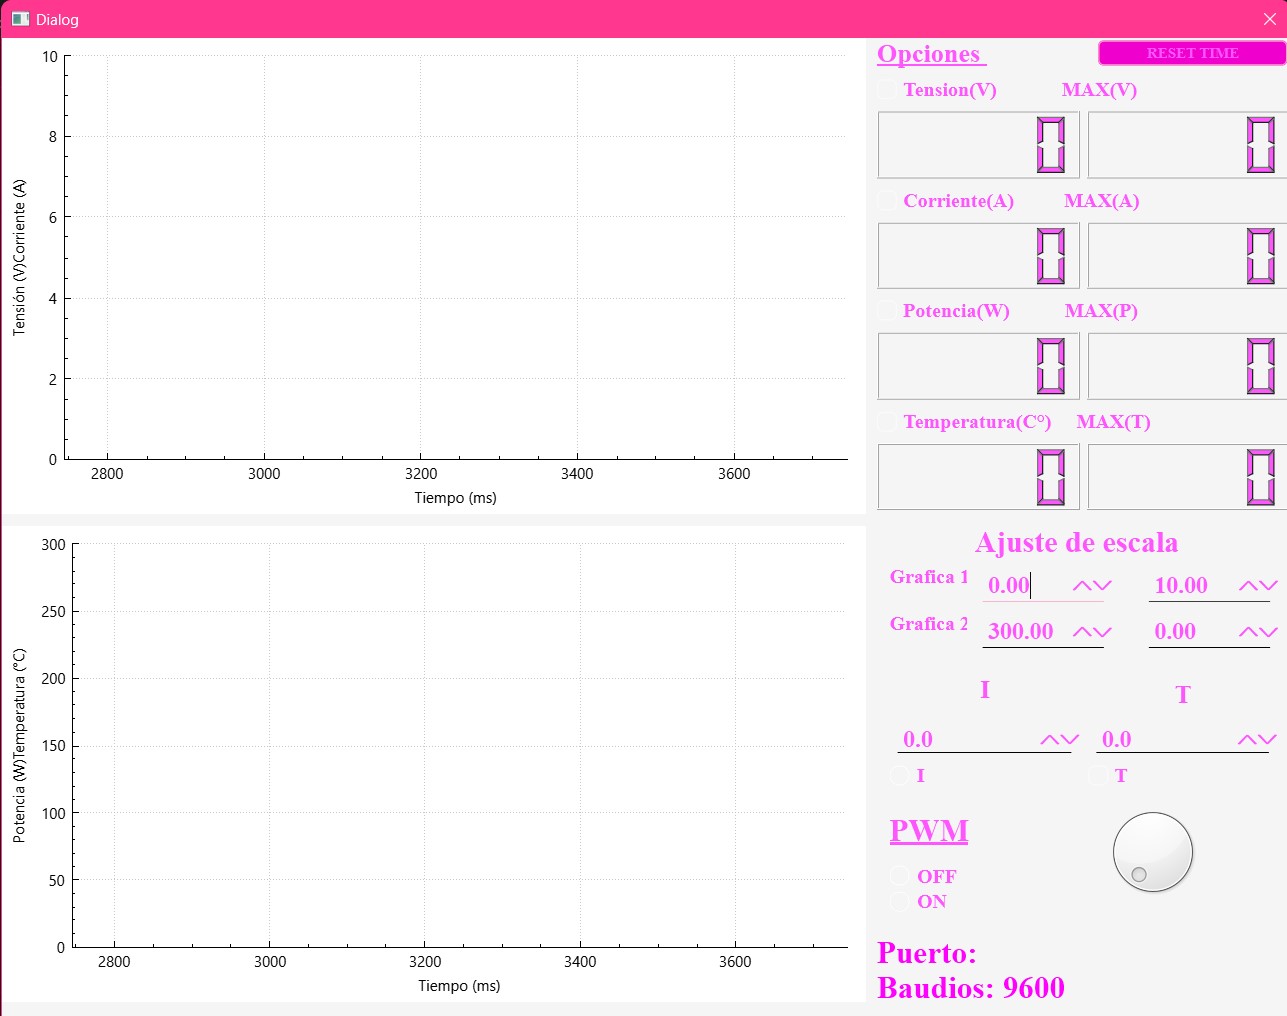 Dialog
10
8
6
4
2
0
Tensión (V)Corriente (A)
2800 3000 3200 3400 3600
Tiempo (ms)
300
250
200
150
100
50
0
Potencia (W)Temperatura (°C)
2800 3000 3200 3400 3600
Tiempo (ms)
Opciones RESET TIME
Tension(V) MAX(V)
0 0
Corriente(A) MAX(A)
0 0
Potencia(W) MAX(P)
0 0
Temperatura(Cº) MAX(T)
0 0
Ajuste de escala
Grafica 1 0.00 10.00
Grafica 2 300.00 0.00
I T
0.0 0.0
I T
PWM
OFF
ON
Puerto:
Baudios: 9600